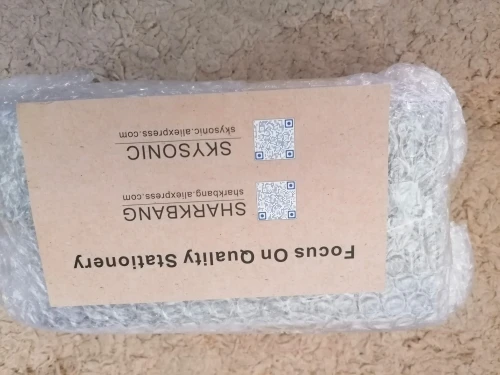 Focus On Quality Stationery
SHARKBANG
sharkbang.aliexpress.com
SKYSONIC
skysonic.aliexpress.com